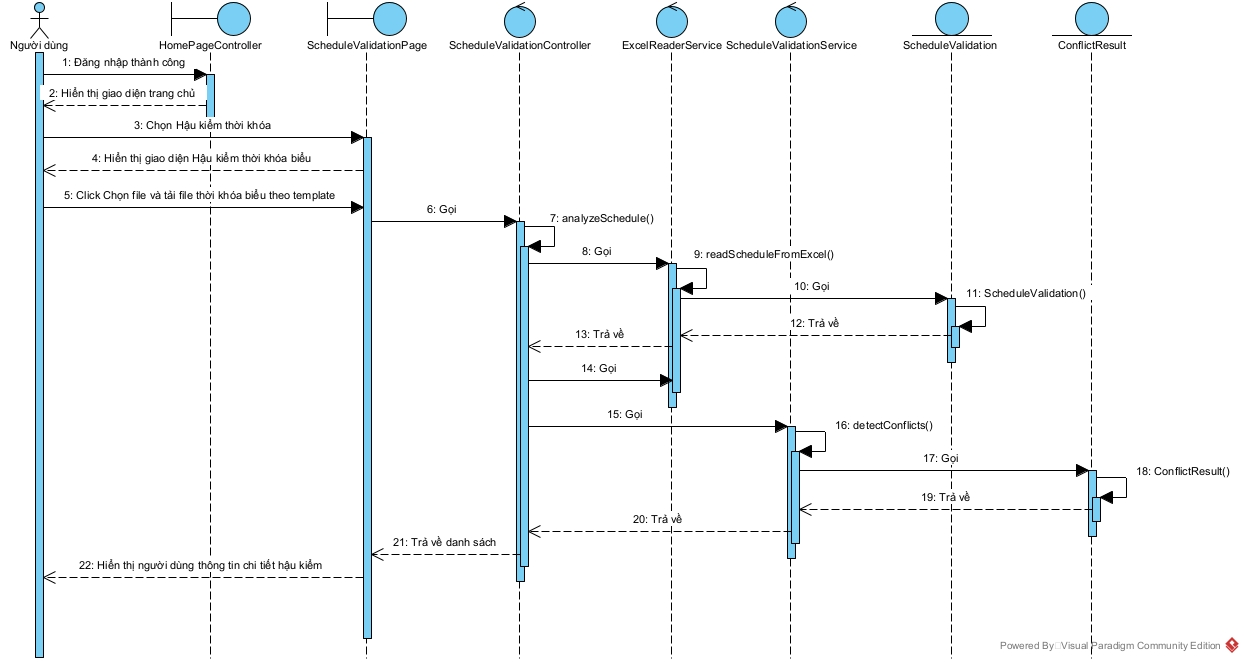 Người dùng
HomePageController
ScheduleValidationPage
ScheduleValidationController
ExcelReaderService
ScheduleValidationService
ScheduleValidation
ConflictResult
1: Đăng nhập thành công
2: Hiển thị giao diện trang chủ
3: Chọn Hậu kiểm thời khóa
4: Hiển thị giao diện Hậu kiểm thời khóa biểu
5: Click Chọn file và tải file thời khóa biểu theo template
6: Gọi
7: analyzeSchedule()
8: Gọi
9: readScheduleFromExcel()
10: Gọi
11: ScheduleValidation()
12: Trả về
13: Trả về
14: Gọi
15: Gọi
16: detectConflicts()
17: Gọi
18: ConflictResult()
19: Trả về
20: Trả về
21: Trả về danh sách
22: Hiển thị người dùng thông tin chi tiết hậu kiểm
Powered By Visual Paradigm Community Edition